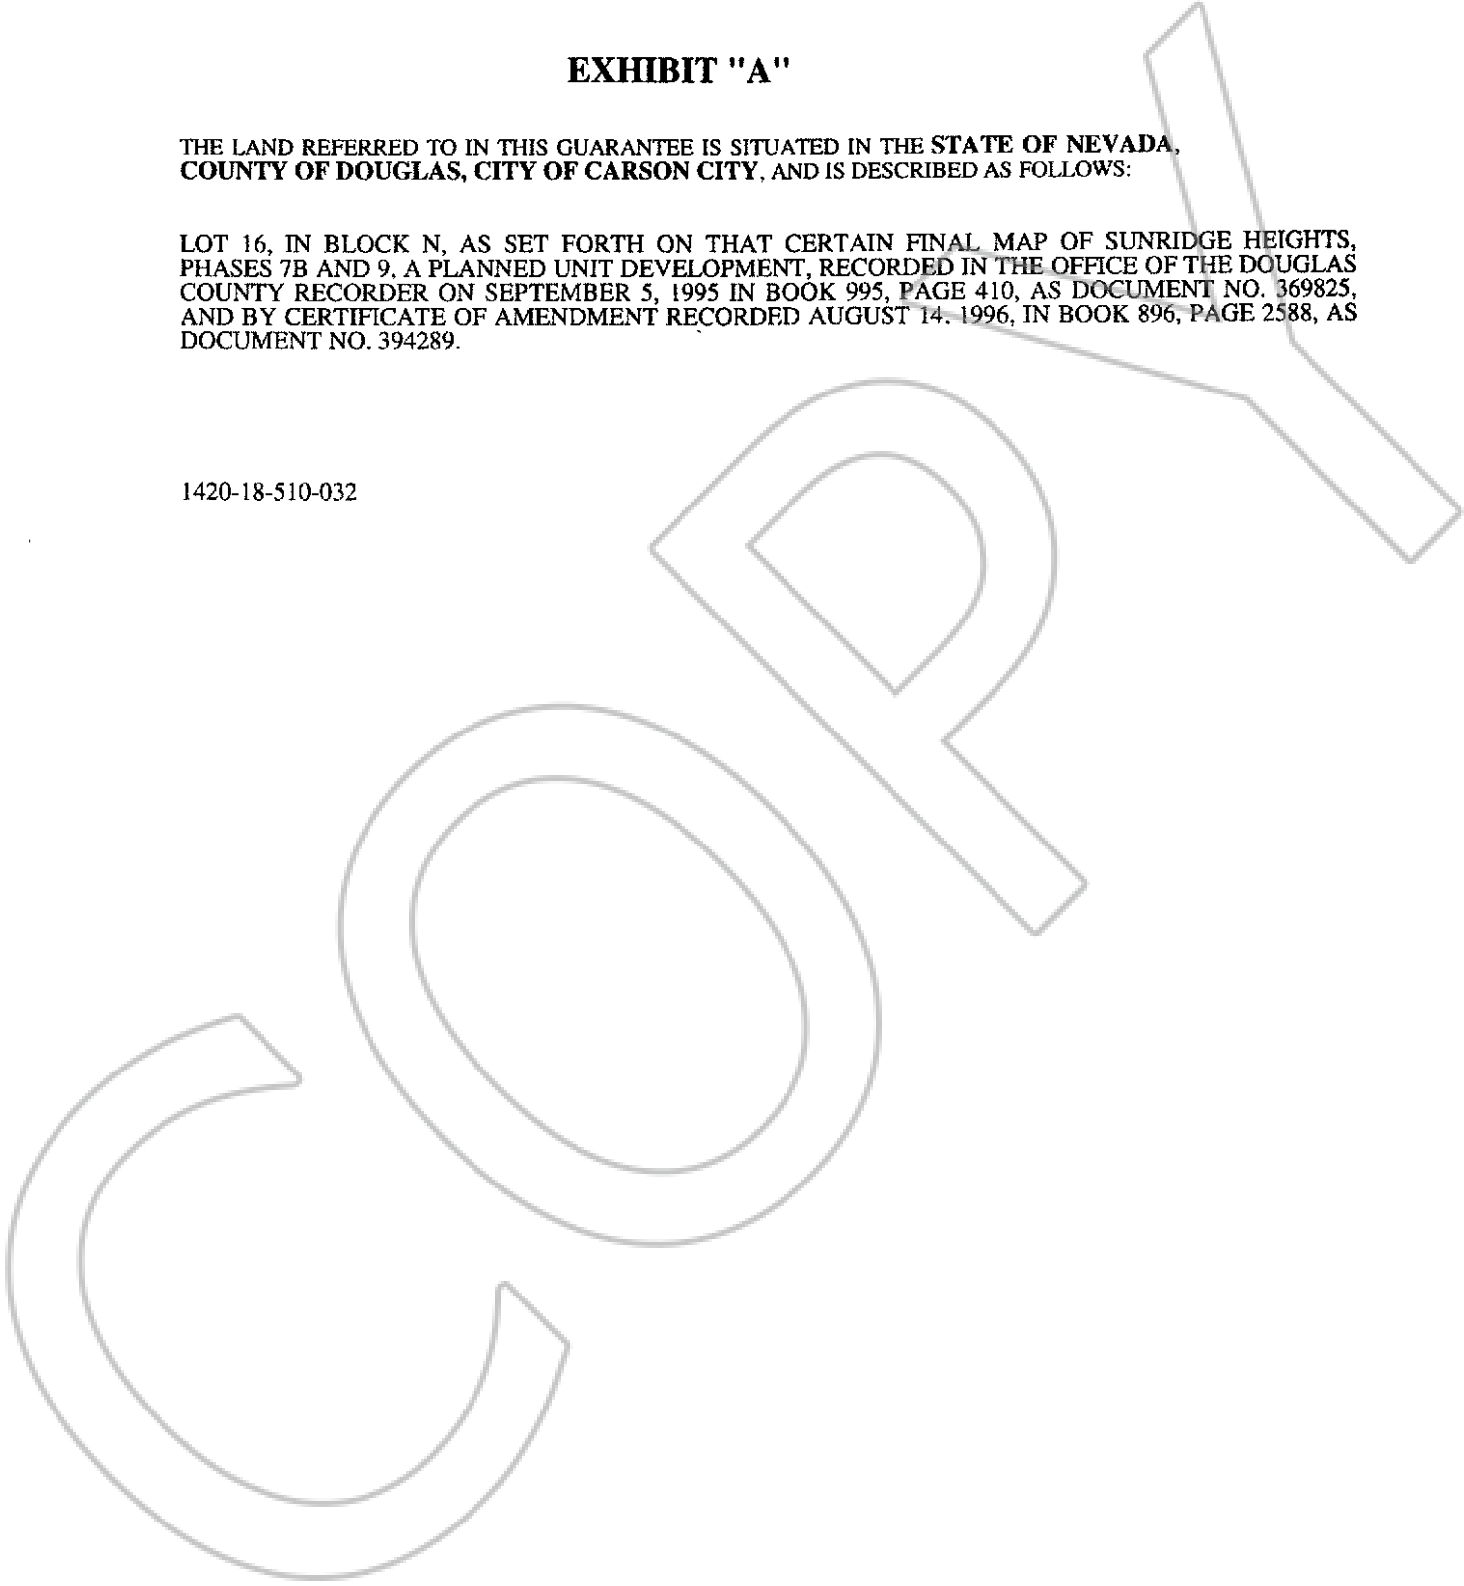 EXHIBIT "A"
THE LAND REFERRED TO IN THIS GUARANTEE IS SITUATED IN THE STATE OF NEVADA,
COUNTY OF DOUGLAS, CITY OF CARSON CITY, AND IS DESCRIBED AS FOLLOWS:
LOT 16, IN BLOCK N, AS SET FORTH ON THAT CERTAIN FINAL MAP OF SUNRIDGE HEIGHTS,
PHASES 7B AND 9, A PLANNED UNIT DEVELOPMENT, RECORDED IN THE OFFICE OF THE DOUGLAS
COUNTY RECORDER ON SEPTEMBER 5, 1995 IN BOOK 995, PAGE 410, AS DOCUMENT NO. 369825,
AND BY CERTIFICATE OF AMENDMENT RECORDED AUGUST 14, 1996, IN BOOK 896, PAGE 2588, AS
DOCUMENT NO. 394289.
1420-18-510-032
COPY